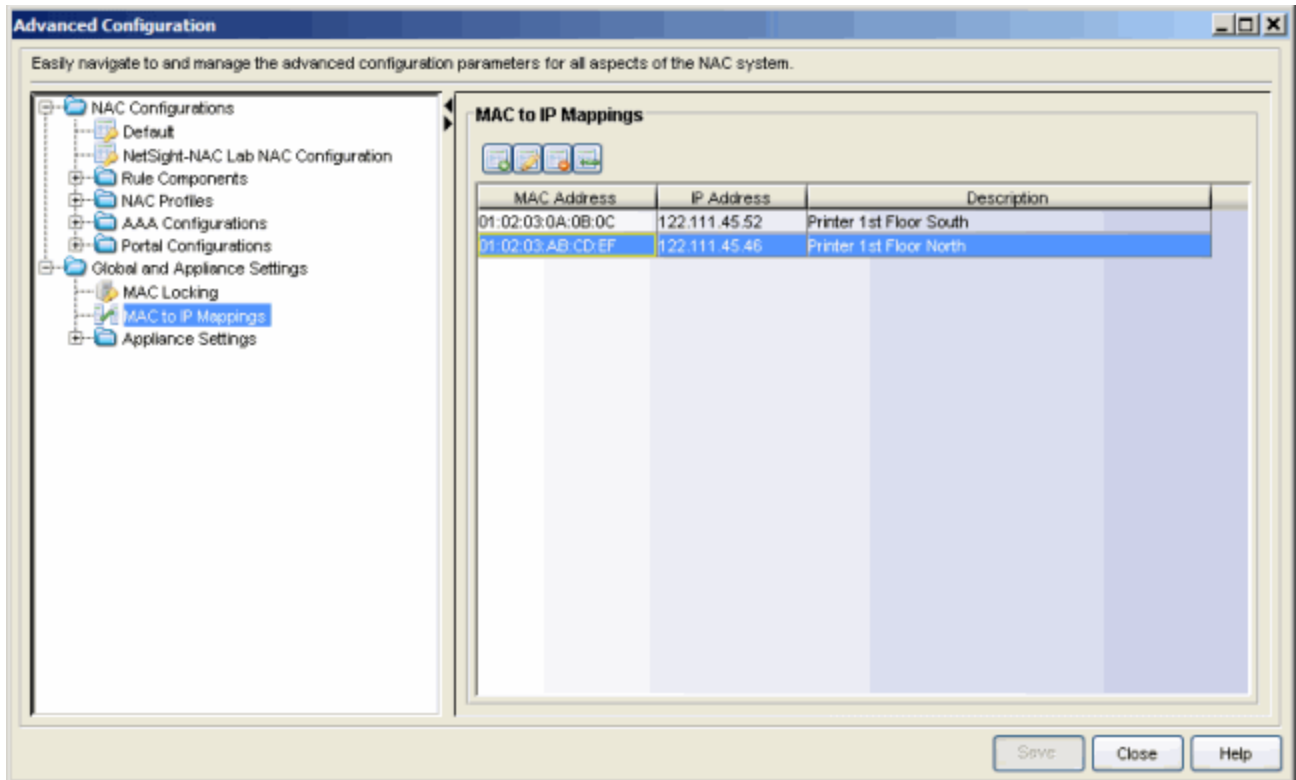 Advanced Configuration
Easily navigate to and manage the advanced configuration parameters for all aspects of the NAC system.
NAC Configurations
Default
NetSight-NAC Lab NAC Configuration
Rule Components
NAC Profiles
AAA Configurations
Portal Configurations
Global and Appliance Settings
MAC Locking
MAC to IP Mappings
Appliance Settings
MAC to IP Mappings
MAC Address IP Address Description
01:02:03:0A:0B:0C 122.111.45.52 Printer 1st Floor South
01:02:03:AB:CD:EF 122.111.45.46 Printer 1st Floor North
Save Close Help